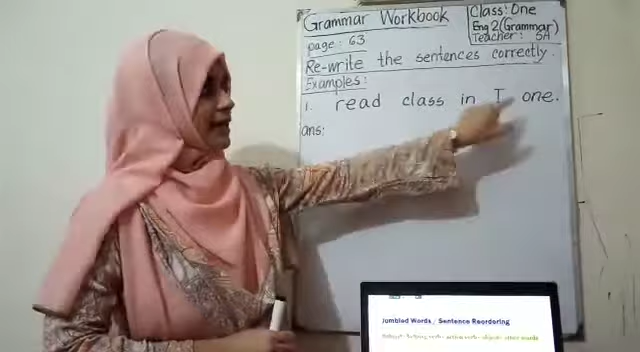 Grammar Workbook
Class: One
Eng 2 (Grammar)
Teacher: SA
page: 63
Re-write the sentences correctly.
Examples:
1. read class in I one.
ans:
Jumbled Words / Sentence Reordering